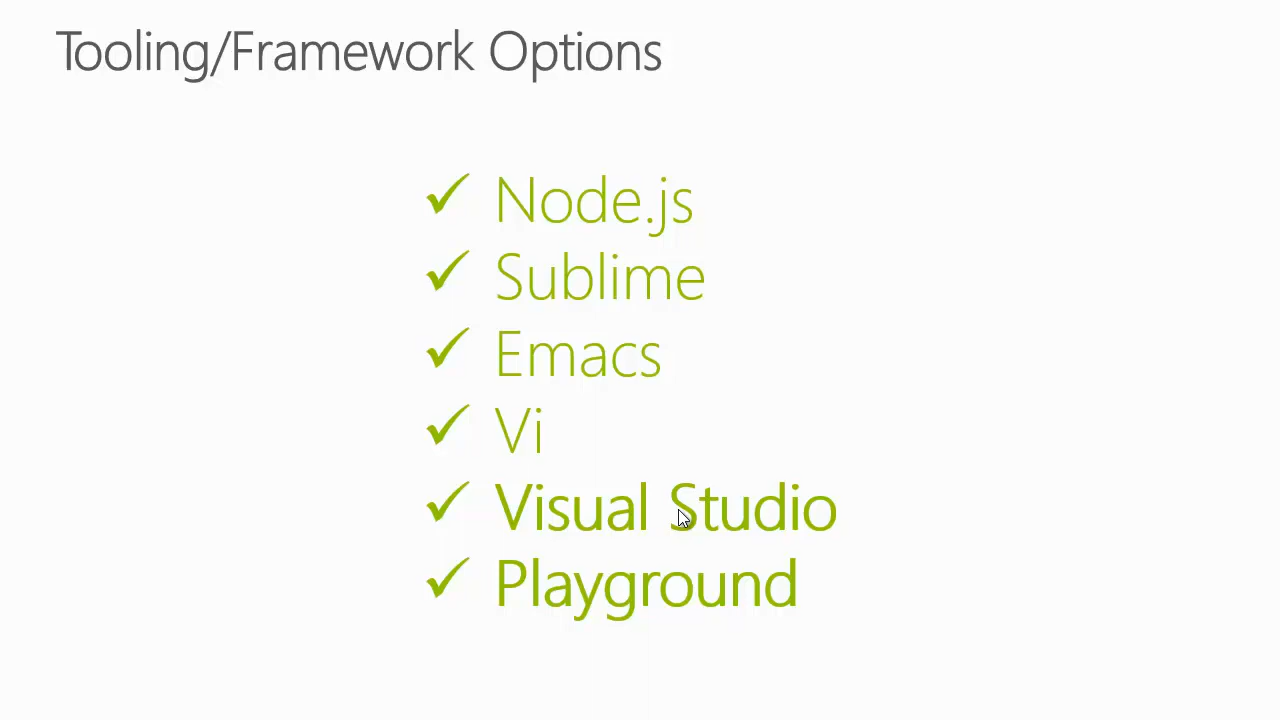 Tooling/Framework Options
✓ Node.js
✓ Sublime
✓ Emacs
✓ Vi
✓ Visual Studio
✓ Playground